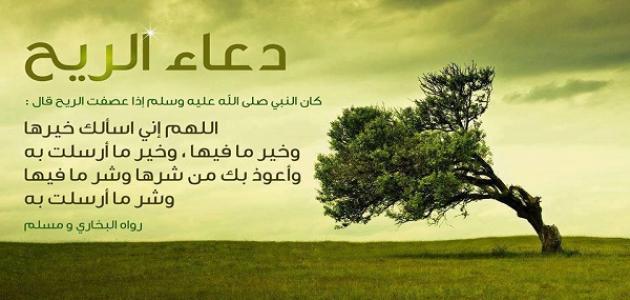 دعاء الريح
كان النبي صلى الله عليه وسلم إذا عصفت الريح قال :
اللهم إني اسألك خيرها
وخير ما فيها ، وخير ما أرسلت به
وأعوذ بك من شرها وشر ما فيها
وشر ما أرسلت به
رواه البخاري و مسلم